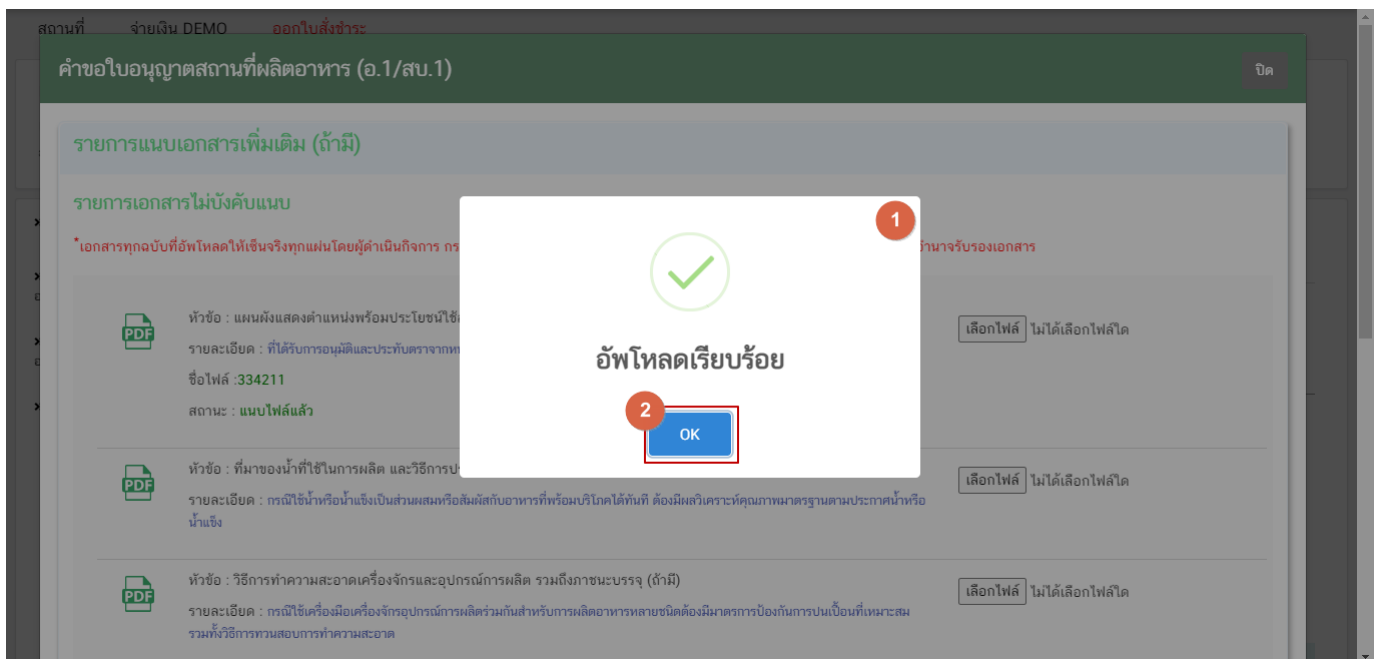 สถานที่ จ่ายเงิน DEMO ออกใบสั่งชำระ
คำขอใบอนุญาตสถานที่ผลิตอาหาร (อ.1/สบ.1) ปิด
รายการแนบเอกสารเพิ่มเติม (ถ้ามี)
รายการเอกสารไม่บังคับแนบ
1
*เอกสารทุกฉบับที่อัพโหลดให้เซ็นจริงทุกแผ่นโดยผู้ดำเนินกิจการ อำนาจรับรองเอกสาร
PDF
หัวข้อ : แผนผังแสดงตำแหน่งพร้อมประโยชน์ใช้
เลือกไฟล์ ไม่ได้เลือกไฟล์ใด
รายละเอียด : ที่ได้รับการอนุมัติและประทับตราจาก
ชื่อไฟล์ :334211
สถานะ : แนบไฟล์แล้ว
อัพโหลดเรียบร้อย
2
OK
PDF
หัวข้อ : ที่มาของน้ำที่ใช้ในการผลิต และวิธีการ
เลือกไฟล์ ไม่ได้เลือกไฟล์ใด
รายละเอียด : กรณีใช้น้ำหรือน้ำแข็งเป็นส่วนผสมหรือสัมผัสกับอาหารที่พร้อมบริโภคได้ทันที ต้องมีผลวิเคราะห์คุณภาพมาตรฐานตามประกาศน้ำหรือ
น้ำแข็ง
PDF
หัวข้อ : วิธีการทำความสะอาดเครื่องจักรและอุปกรณ์การผลิต รวมถึงภาชนะบรรจุ (ถ้ามี)
เลือกไฟล์ ไม่ได้เลือกไฟล์ใด
รายละเอียด : กรณีใช้เครื่องมือเครื่องจักรอุปกรณ์การผลิตร่วมกันสำหรับการผลิตอาหารหลายชนิดต้องมีมาตรการป้องกันการปนเปื้อนที่เหมาะสม
รวมทั้งวิธีการทวนสอบการทำความสะอาด